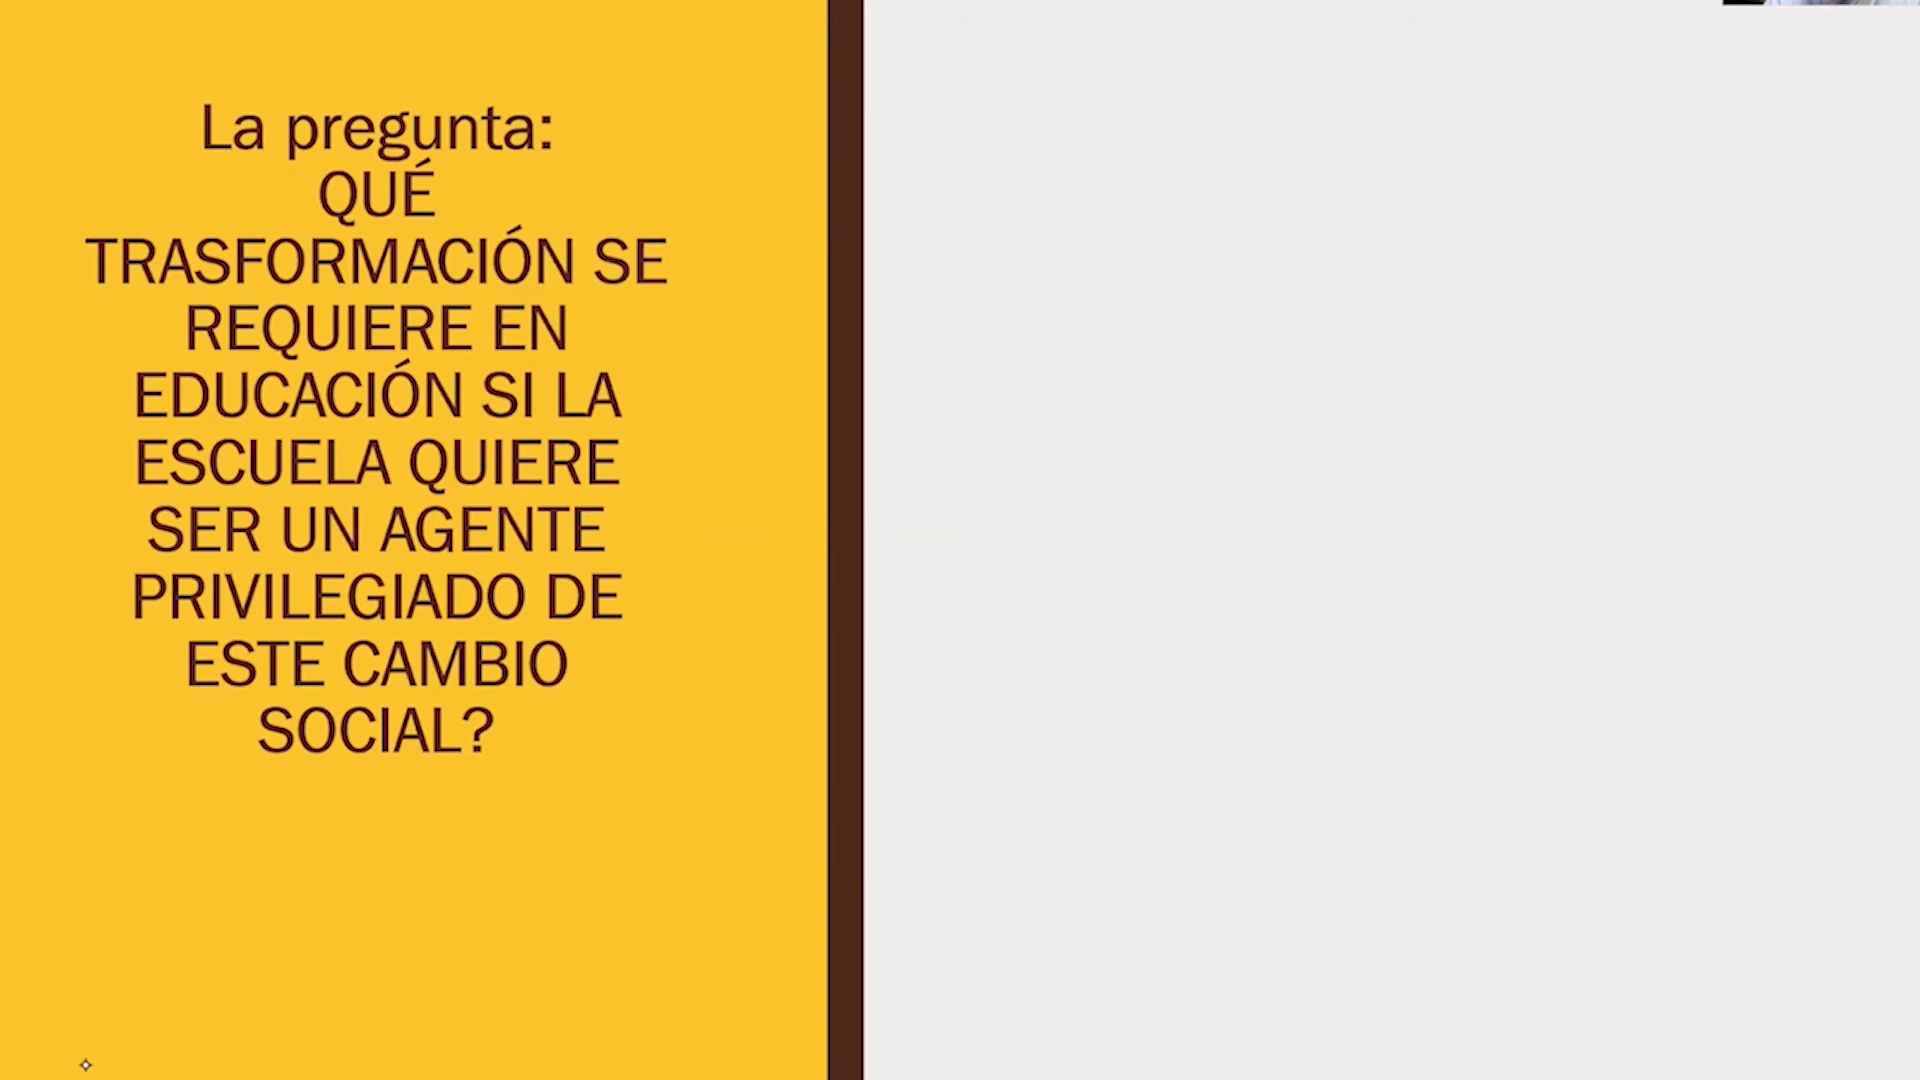 La pregunta:
QUÉ
TRASFORMACIÓN SE
REQUIERE EN
EDUCACIÓN SI LA
ESCUELA QUIERE
SER UN AGENTE
PRIVILEGIADO DE
ESTE CAMBIO
SOCIAL?